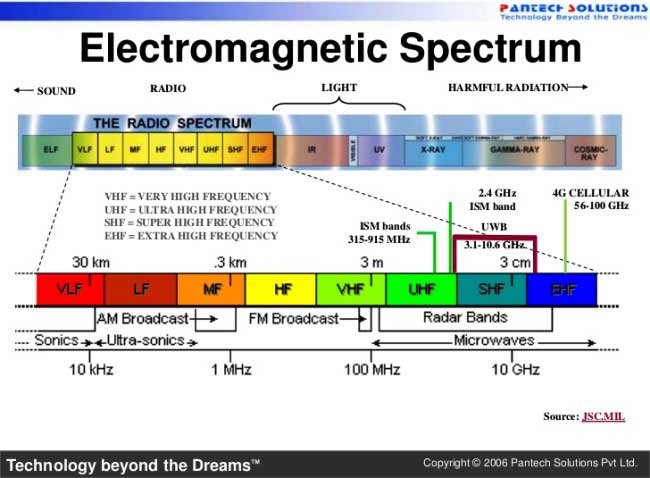 PANTECH SOLUTIONS
Technology Beyond the Dreams
Electromagnetic Spectrum
SOUND RADIO LIGHT HARMFUL RADIATION
THE RADIO SPECTRUM
SOFT X-RAY HARD GAMMA-RAY
ELF VLF LF MF HF VHF UHF SHF EHF IR VISIBLE UV X-RAY GAMMA-RAY COSMIC-RAY
VHF = VERY HIGH FREQUENCY
UHF = ULTRA HIGH FREQUENCY
SHF = SUPER HIGH FREQUENCY
EHF = EXTRA HIGH FREQUENCY
ISM bands
315-915 MHz
2.4 GHz
ISM band
UWB
3.1-10.6 GHz
4G CELLULAR
56-100 GHz
30 km .3 km 3 m 3 cm
VLF LF MF HF VHF UHF SHF EHF
AM Broadcast FM Broadcast Radar Bands
Sonics Ultra-sonics Microwaves
10 kHz 1 MHz 100 MHz 10 GHz
Source: JSC.MIL
Technology beyond the Dreams™
Copyright © 2006 Pantech Solutions Pvt Ltd.